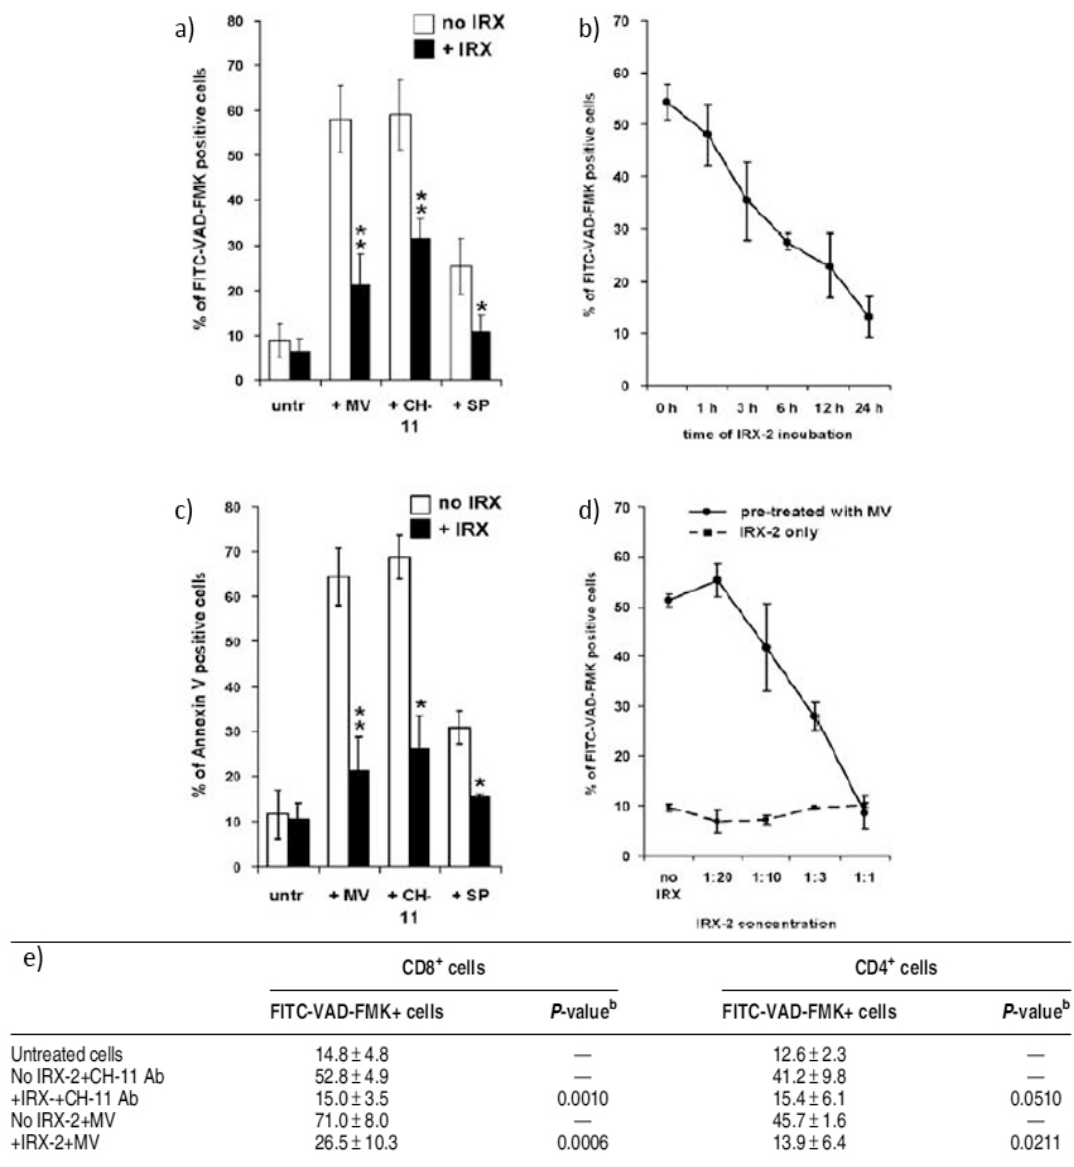 a)
no IRX
+ IRX
% of FITC-VAD-FMK positive cells
80
70
60
50
40
30
20
10
0
**
**
*
untr + MV + CH-11 + SP
b)
% of FITC-VAD-FMK positive cells
70
60
50
40
30
20
10
0
0 h 1 h 3 h 6 h 12 h 24 h
time of IRX-2 incubation
c)
no IRX
+ IRX
% of Annexin V positive cells
80
70
60
50
40
30
20
10
0
**
*
*
untr + MV + CH-11 + SP
d)
pre-treated with MV
IRX-2 only
% of FITC-VAD-FMK positive cells
70
60
50
40
30
20
10
0
no IRX 1:20 1:10 1:3 1:1
IRX-2 concentration
e)
CD8+ cells CD4+ cells
FITC-VAD-FMK+ cells P-valueb FITC-VAD-FMK+ cells P-valueb
Untreated cells 14.8 ± 4.8 — 12.6 ± 2.3 —
No IRX-2+CH-11 Ab 52.8 ± 4.9 — 41.2 ± 9.8 —
+IRX-+CH-11 Ab 15.0 ± 3.5 0.0010 15.4 ± 6.1 0.0510
No IRX-2+MV 71.0 ± 8.0 — 45.7 ± 1.6 —
+IRX-2+MV 26.5 ± 10.3 0.0006 13.9 ± 6.4 0.0211